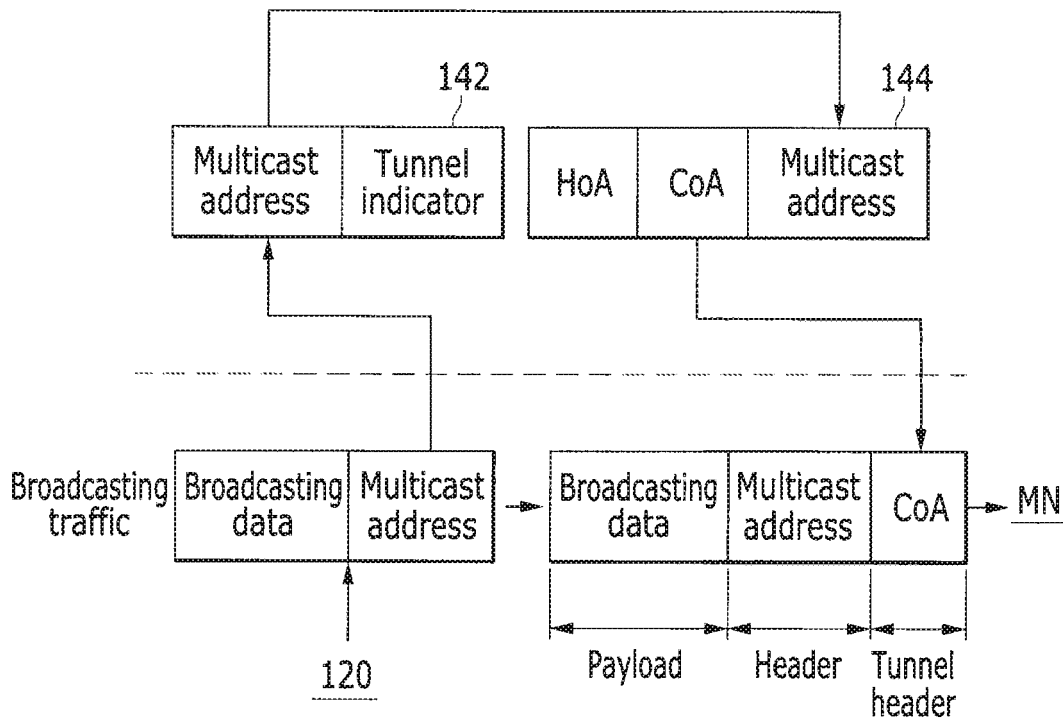 142
144
Multicast
address
Tunnel
indicator
HoA
CoA
Multicast
address
Broadcasting
traffic
Broadcasting
data
Multicast
address
Broadcasting
data
Multicast
address
CoA
MN
120
Payload
Header
Tunnel
header